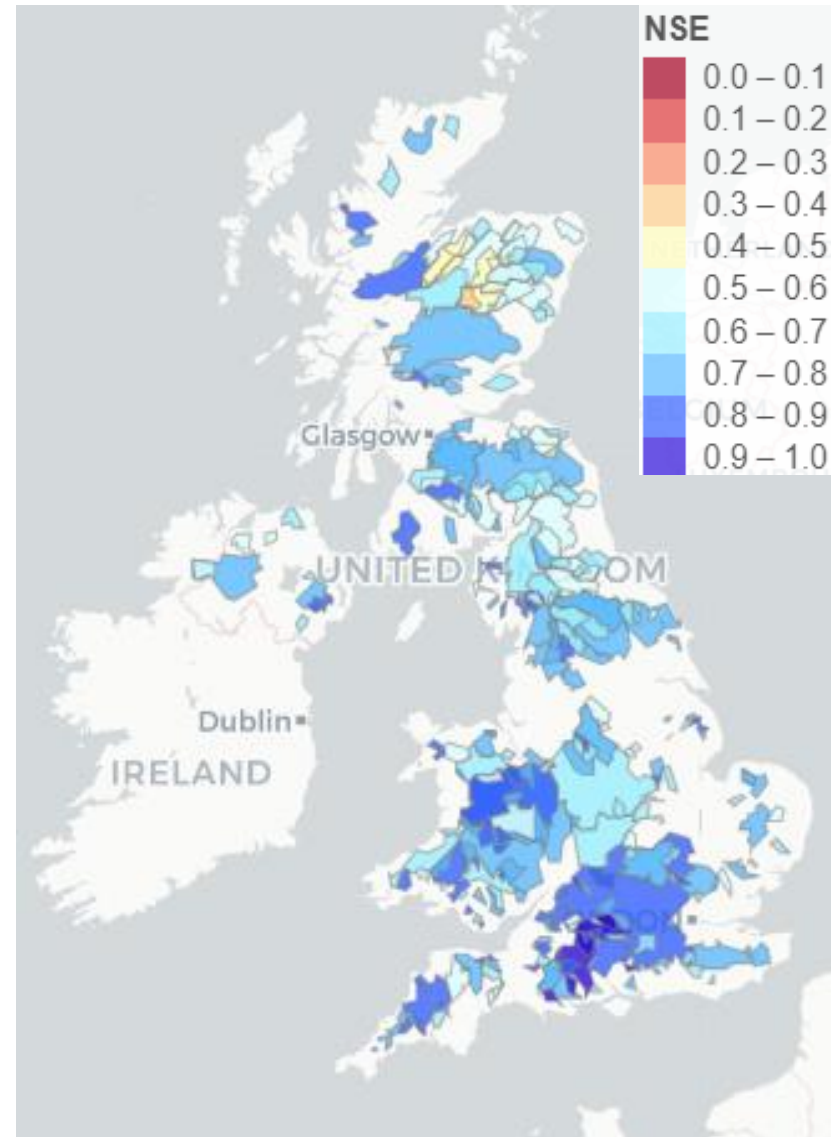 NSE
0.0 – 0.1
0.1 – 0.2
0.2 – 0.3
0.3 – 0.4
0.4 – 0.5
0.5 – 0.6
0.6 – 0.7
0.7 – 0.8
0.8 – 0.9
0.9 – 1.0
Glasgow
UNITED
Dublin
IRELAND